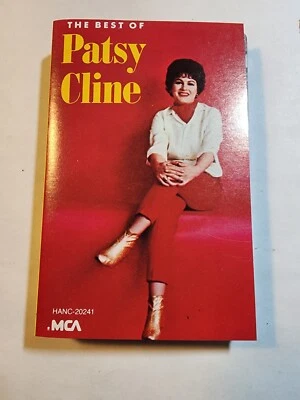 THE BEST OF
Patsy
Cline
HANC-20241
MCA